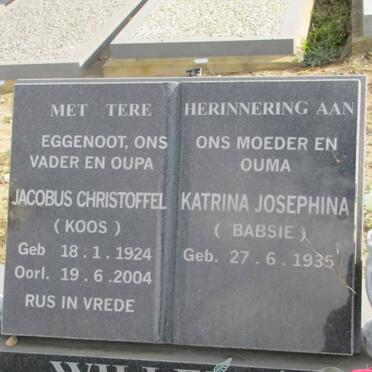 MET TERE HERINNERING AAN
EGGENOOT, ONS
VADER EN OUPA
JACOBUS CHRISTOFFEL
( KOOS )
Geb 18 . 1 . 1924
Oorl. 19 . 6 . 2004
RUS IN VREDE
ONS MOEDER EN
OUMA
KATRINA JOSEPHINA
( BABSIE )
Geb. 27 . 6 . 1935